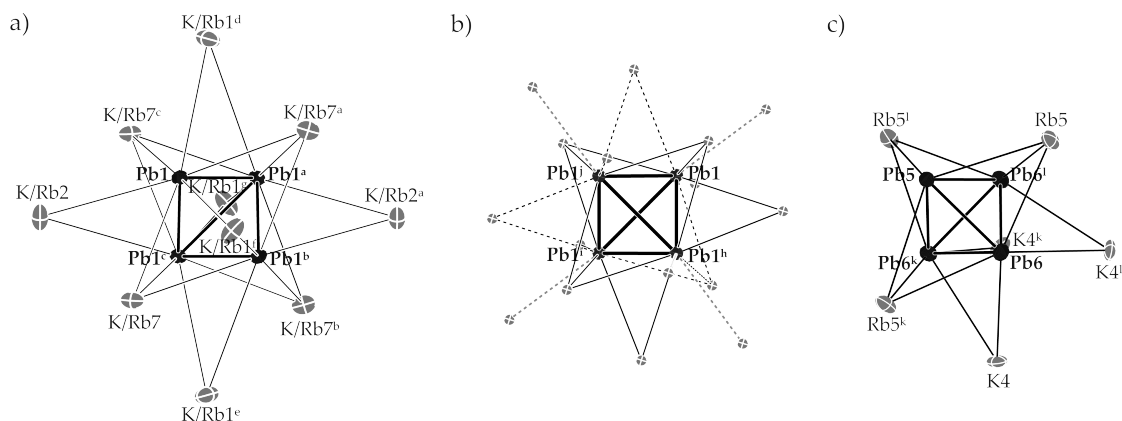 a)
K/Rb1ᵈ
K/Rb7ᶜ
K/Rb7ᵃ
Pb1
Pb1ᵃ
K/Rb1ᵍ
K/Rb2
K/Rb2ᵃ
K/Rb1ᶠ
Pb1ᶜ
Pb1ᵇ
K/Rb7
K/Rb7ᵇ
K/Rb1ᵉ
b)
Pb1ʲ
Pb1
Pb1ⁱ
Pb1ʰ
c)
Rb5ˡ
Rb5
Pb5
Pb6ˡ
K4ᵏ
Pb6ᵏ
Pb6
K4ˡ
Rb5ᵏ
K4